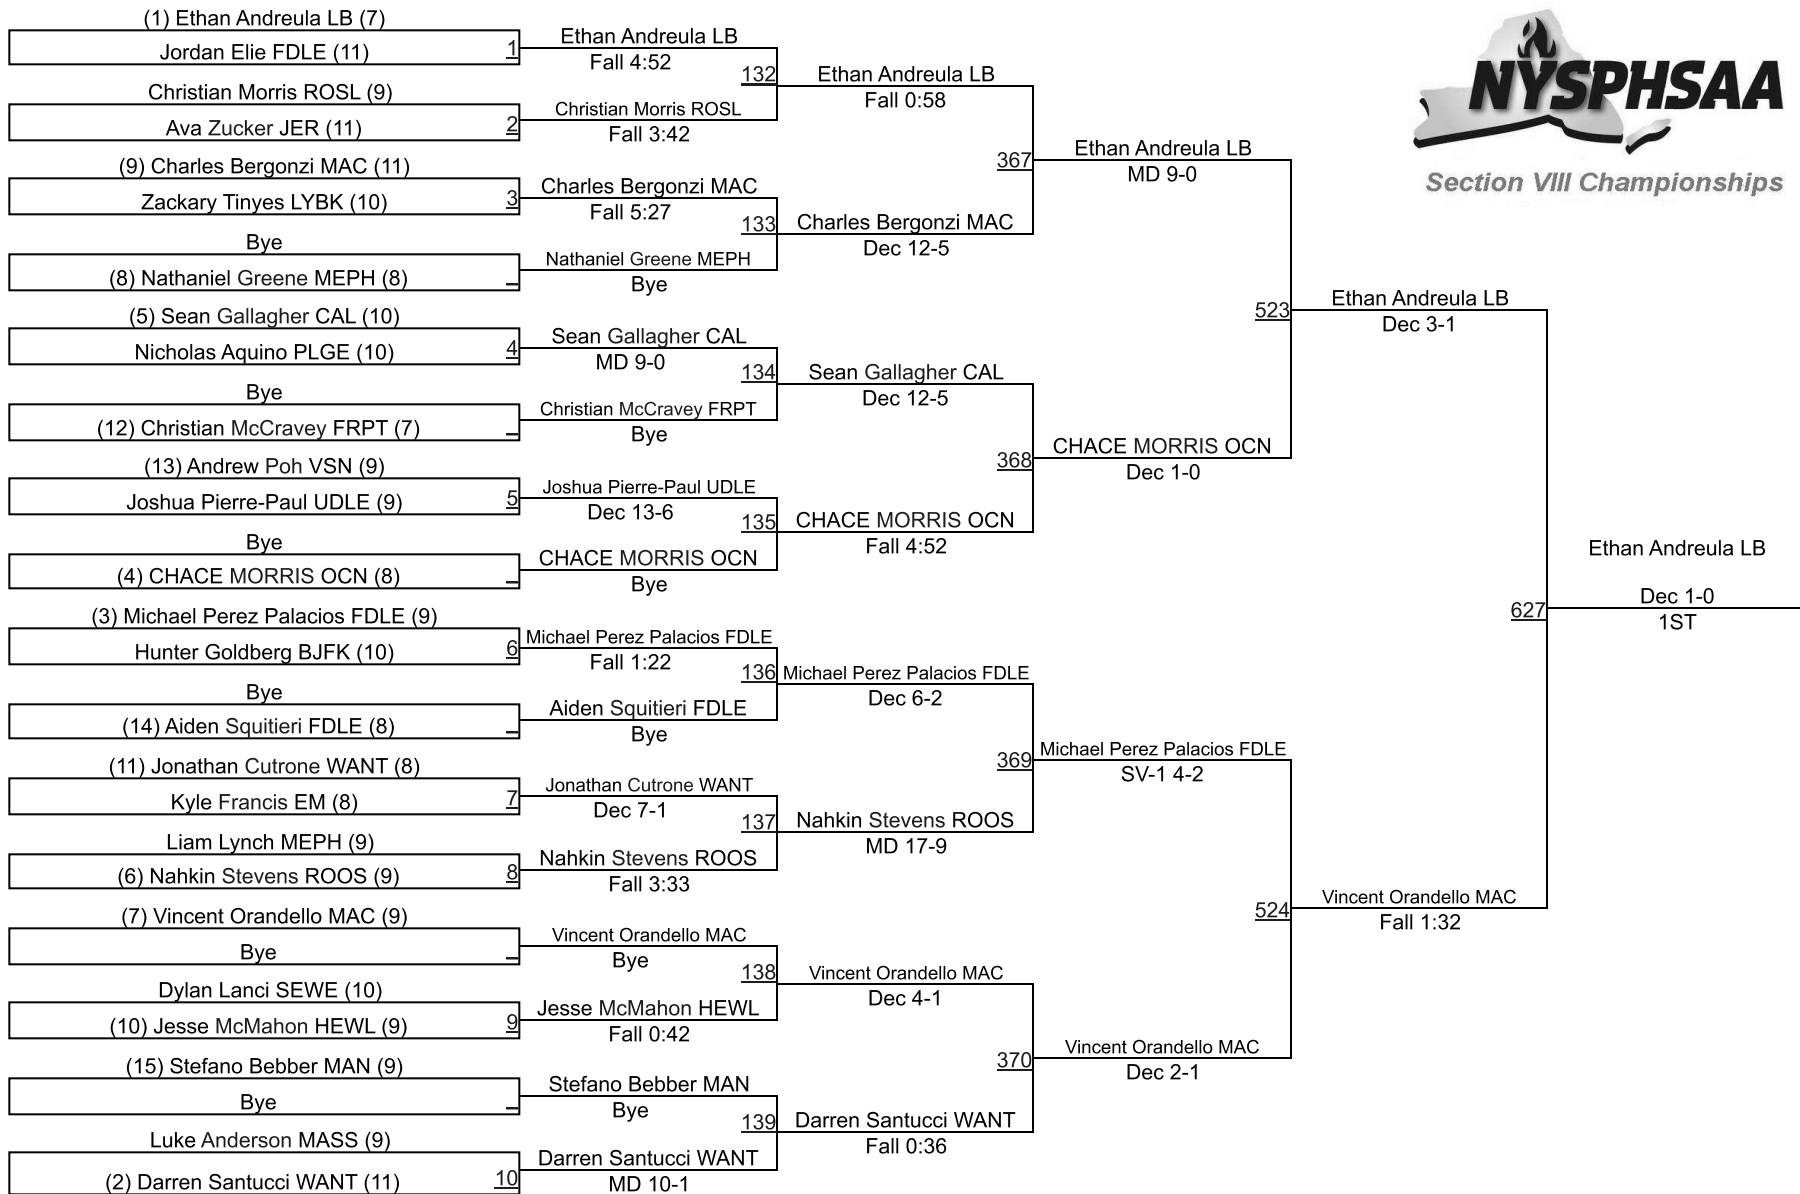 (1) Ethan Andreula LB (7)
Jordan Elie FDLE (11)
1
Christian Morris ROSL (9)
Ava Zucker JER (11)
2
(9) Charles Bergonzi MAC (11)
Zackary Tinyes LYBK (10)
3
Bye
(8) Nathaniel Greene MEPH (8)
(5) Sean Gallagher CAL (10)
Nicholas Aquino PLGE (10)
4
Bye
(12) Christian McCravey FRPT (7)
(13) Andrew Poh VSN (9)
Joshua Pierre-Paul UDLE (9)
5
Bye
(4) CHACE MORRIS OCN (8)
(3) Michael Perez Palacios FDLE (9)
Hunter Goldberg BJFK (10)
6
Bye
(14) Aiden Squitieri FDLE (8)
(11) Jonathan Cutrone WANT (8)
Kyle Francis EM (8)
7
Liam Lynch MEPH (9)
(6) Nahkin Stevens ROOS (9)
8
(7) Vincent Orandello MAC (9)
Bye
Dylan Lanci SEWE (10)
(10) Jesse McMahon HEWL (9)
9
(15) Stefano Bebber MAN (9)
Bye
Luke Anderson MASS (9)
(2) Darren Santucci WANT (11)
10
Ethan Andreula LB
Fall 4:52
132
Christian Morris ROSL
Fall 3:42
Charles Bergonzi MAC
Fall 5:27
133
Nathaniel Greene MEPH
Bye
Sean Gallagher CAL
MD 9-0
134
Christian McCravey FRPT
Bye
Joshua Pierre-Paul UDLE
Dec 13-6
135
CHACE MORRIS OCN
Bye
Michael Perez Palacios FDLE
Fall 1:22
136
Aiden Squitieri FDLE
Bye
Jonathan Cutrone WANT
Dec 7-1
137
Nahkin Stevens ROOS
Fall 3:33
Vincent Orandello MAC
Bye
138
Jesse McMahon HEWL
Fall 0:42
Stefano Bebber MAN
Bye
139
Darren Santucci WANT
MD 10-1
Ethan Andreula LB
Fall 0:58
367
Charles Bergonzi MAC
Dec 12-5
Sean Gallagher CAL
Dec 12-5
368
CHACE MORRIS OCN
Fall 4:52
Michael Perez Palacios FDLE
Dec 6-2
369
Nahkin Stevens ROOS
MD 17-9
Vincent Orandello MAC
Dec 4-1
370
Darren Santucci WANT
Fall 0:36
Ethan Andreula LB
MD 9-0
523
CHACE MORRIS OCN
Dec 1-0
Michael Perez Palacios FDLE
SV-1 4-2
524
Vincent Orandello MAC
Dec 2-1
Ethan Andreula LB
Dec 3-1
627
Vincent Orandello MAC
Fall 1:32
Ethan Andreula LB
Dec 1-0
1ST
NYSPHSAA
Section VIII Championships